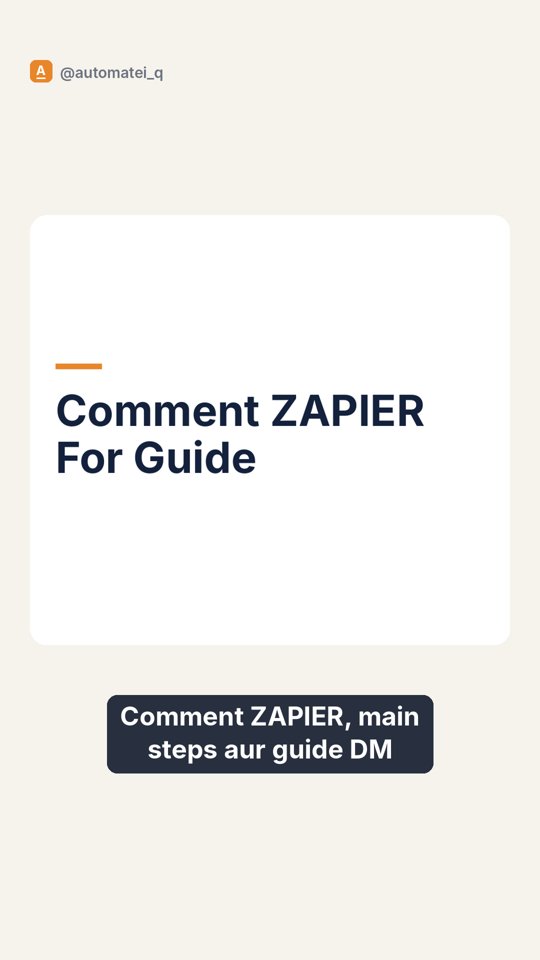 A
@automatei_q
Comment ZAPIER
For Guide
Comment ZAPIER, main
steps aur guide DM